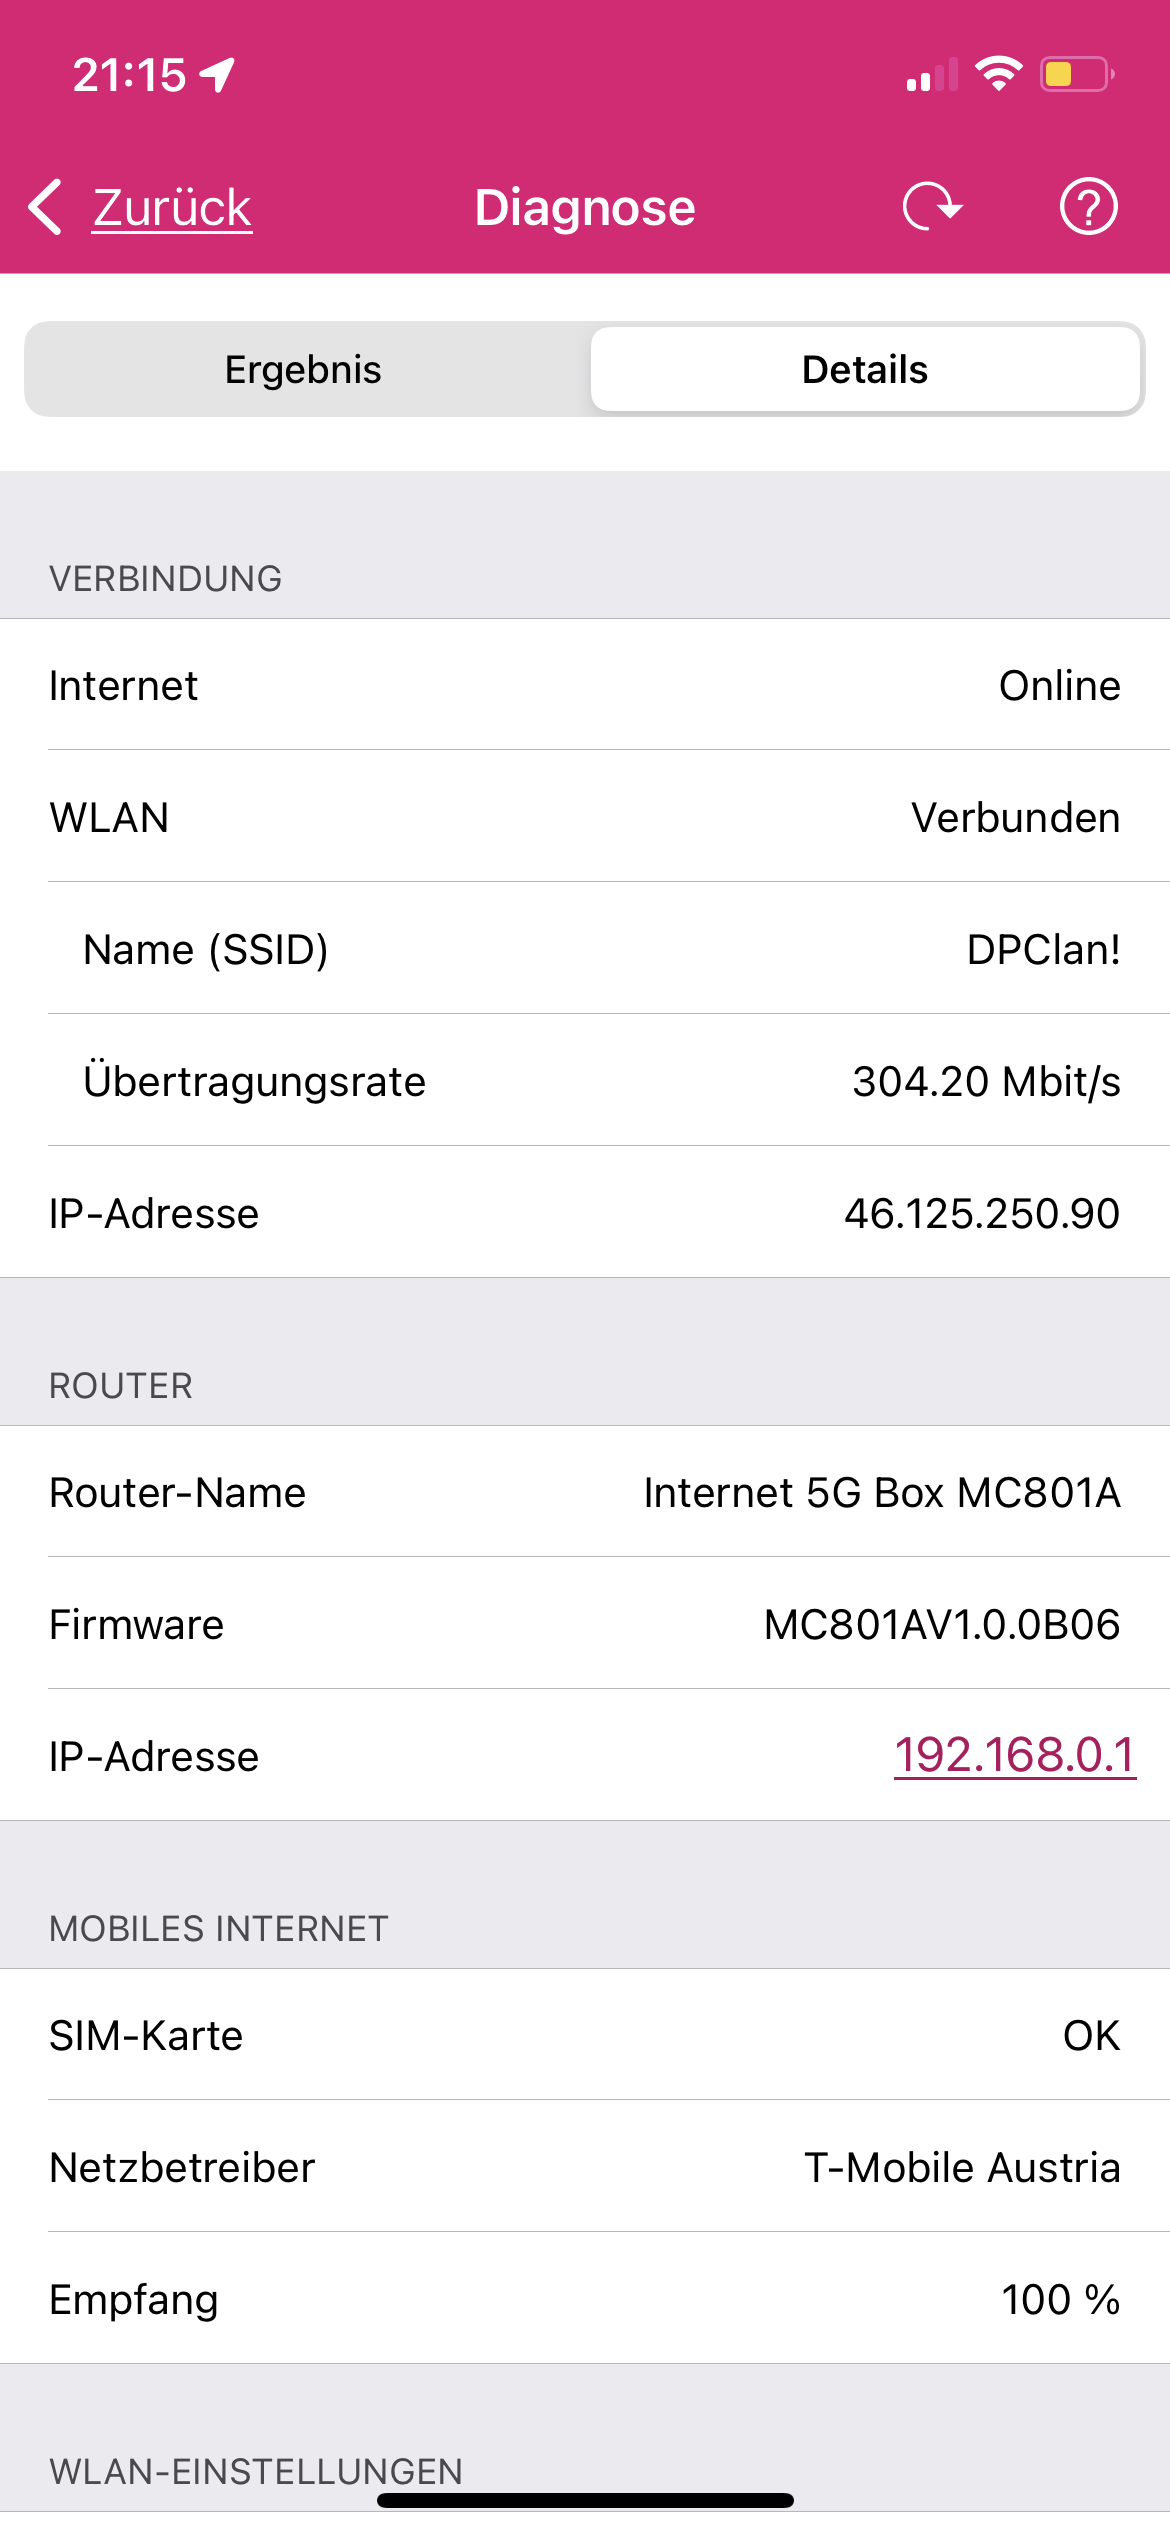 21:15
Zurück Diagnose ?
Ergebnis Details
VERBINDUNG
Internet Online
WLAN Verbunden
Name (SSID) DPClan!
Übertragungsrate 304.20 Mbit/s
IP-Adresse 46.125.250.90
ROUTER
Router-Name Internet 5G Box MC801A
Firmware MC801AV1.0.0B06
IP-Adresse 192.168.0.1
MOBILES INTERNET
SIM-Karte OK
Netzbetreiber T-Mobile Austria
Empfang 100 %
WLAN-EINSTELLUNGEN